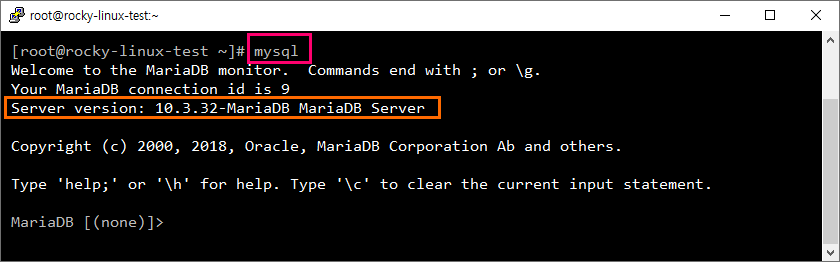 root@rocky-linux-test:~
[root@rocky-linux-test ~]# mysql
Welcome to the MariaDB monitor.  Commands end with ; or \g.
Your MariaDB connection id is 9
Server version: 10.3.32-MariaDB MariaDB Server
Copyright (c) 2000, 2018, Oracle, MariaDB Corporation Ab and others.
Type 'help;' or '\h' for help. Type '\c' to clear the current input statement.
MariaDB [(none)]>